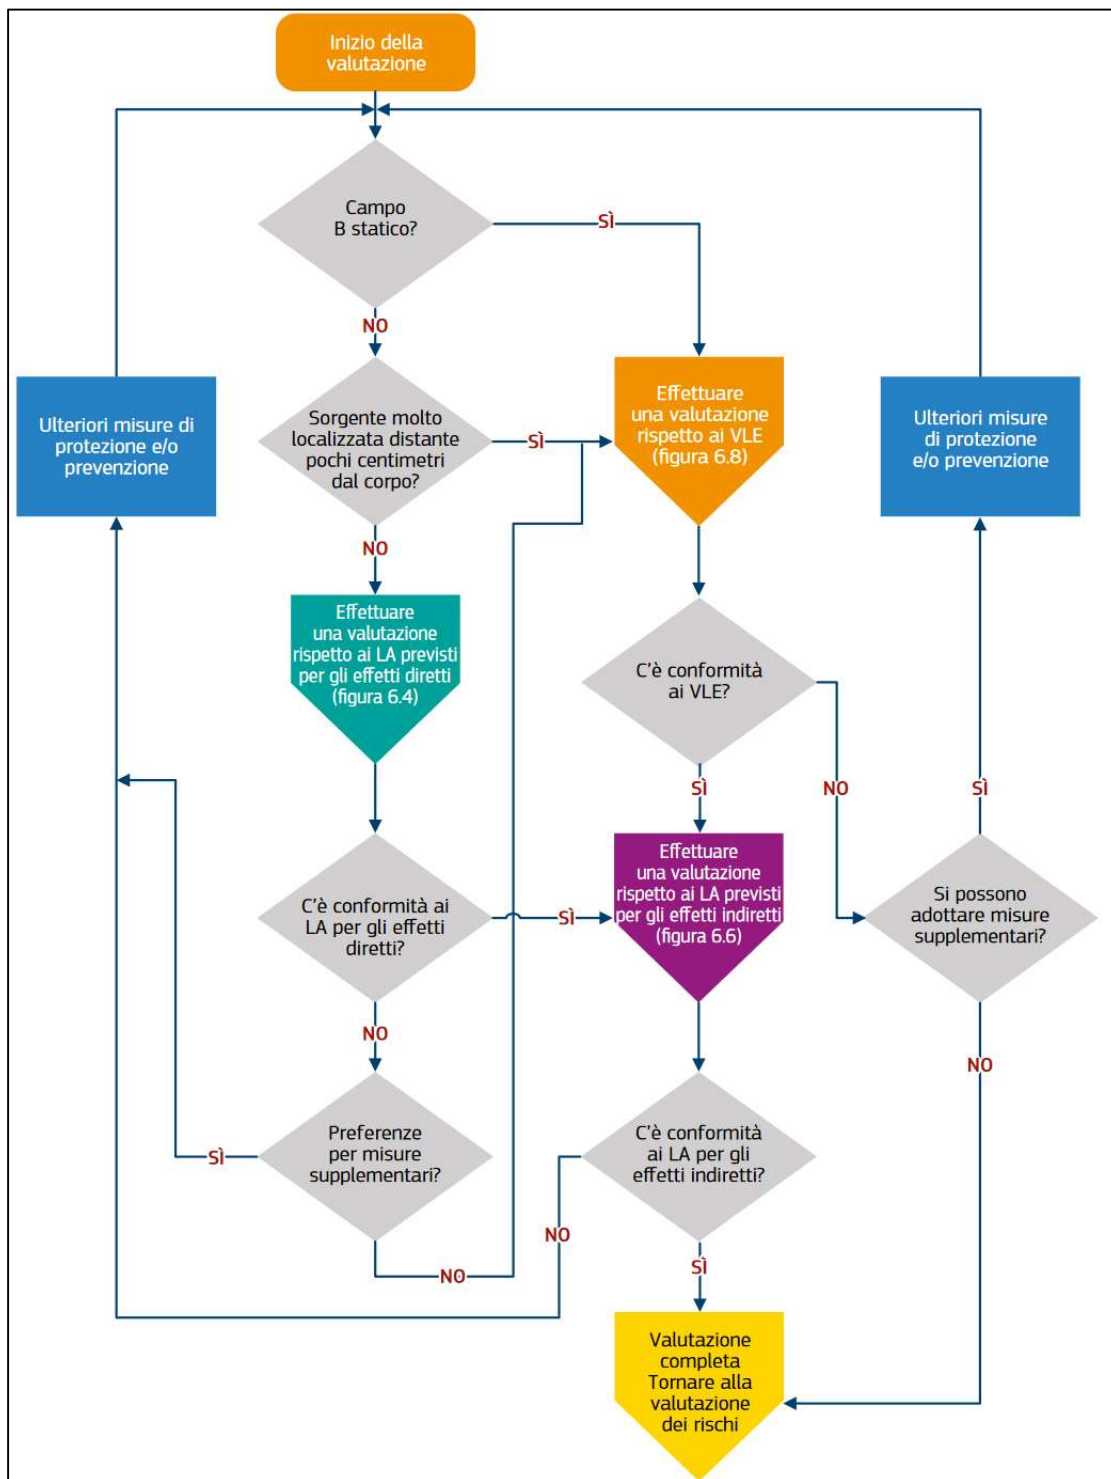 Inizio della
valutazione
Campo
B statico?
SÌ
NO
Ulteriori misure di
protezione e/o
prevenzione
Sorgente molto
localizzata distante
pochi centimetri
dal corpo?
SÌ
Effettuare
una valutazione
rispetto ai VLE
(figura 6.8)
Ulteriori misure
di protezione
e/o prevenzione
NO
Effettuare
una valutazione
rispetto ai LA previsti
per gli effetti diretti
(figura 6.4)
C'è conformità
ai VLE?
SÌ
NO
SÌ
C'è conformità ai
LA per gli effetti
diretti?
SÌ
Effettuare
una valutazione
rispetto ai LA previsti
per gli effetti indiretti
(figura 6.6)
Si possono
adottare misure
supplementari?
NO
NO
Preferenze
per misure
supplementari?
SÌ
NO
C'è conformità
ai LA per gli
effetti indiretti?
NO
SÌ
Valutazione
completa
Tornare alla
valutazione
dei rischi